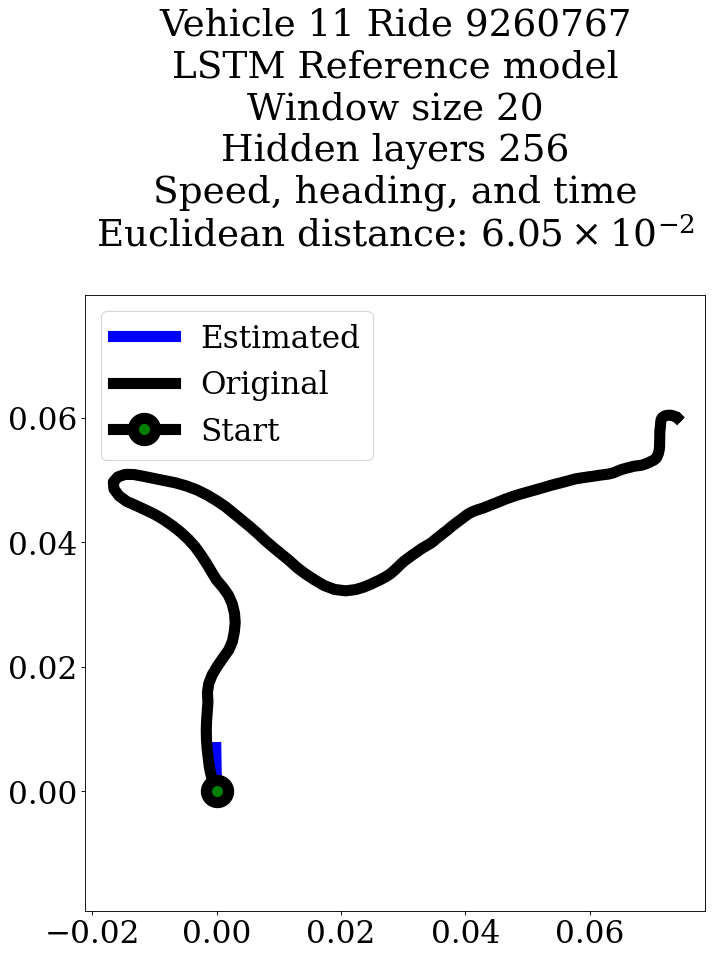 Vehicle 11 Ride 9260767
LSTM Reference model
Window size 20
Hidden layers 256
Speed, heading, and time
Euclidean distance: 6.05 × 10⁻²
Estimated
Original
Start
0.06
0.04
0.02
0.00
−0.02 0.00 0.02 0.04 0.06